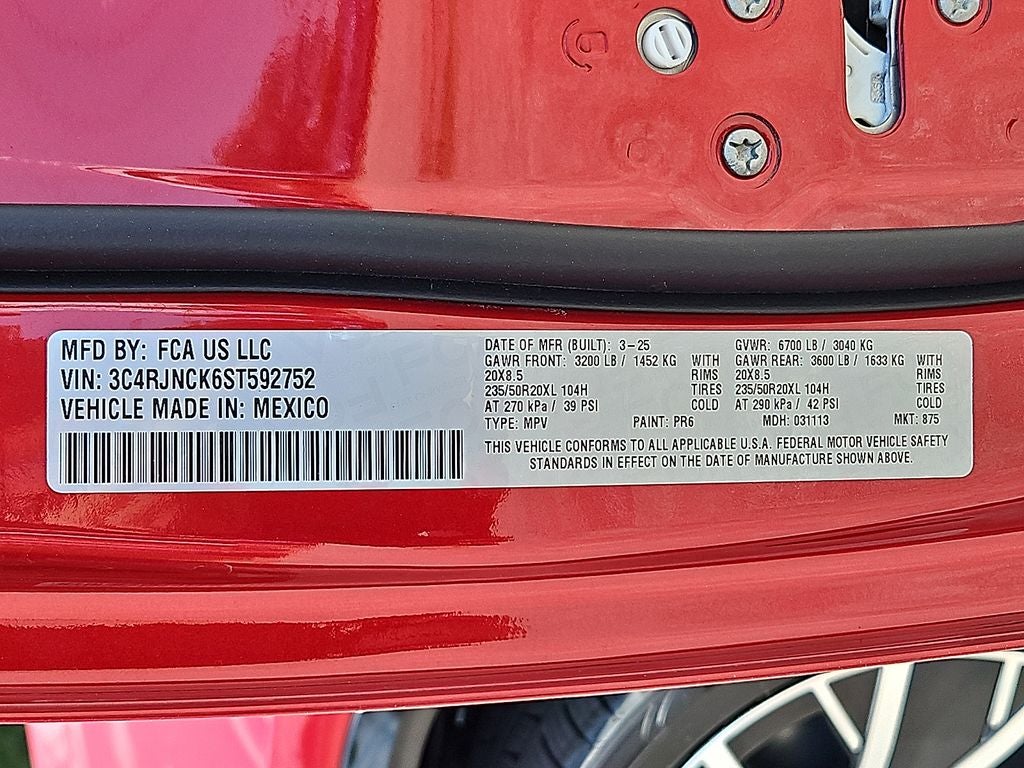 MFD BY: FCA US LLC
VIN: 3C4RJNCK6ST592752
VEHICLE MADE IN: MEXICO
DATE OF MFR (BUILT): 3-25 GVWR: 6700 LB / 3040 KG
GAWR FRONT: 3200 LB / 1452 KG WITH GAWR REAR: 3600 LB / 1633 KG WITH
20X8.5 RIMS 20X8.5 RIMS
235/50R20XL 104H TIRES 235/50R20XL 104H TIRES
AT 270 kPa / 39 PSI COLD AT 290 kPa / 42 PSI COLD
TYPE: MPV PAINT: PR6 MDH: 031113 MKT: 875
THIS VEHICLE CONFORMS TO ALL APPLICABLE U.S.A. FEDERAL MOTOR VEHICLE SAFETY
STANDARDS IN EFFECT ON THE DATE OF MANUFACTURE SHOWN ABOVE.